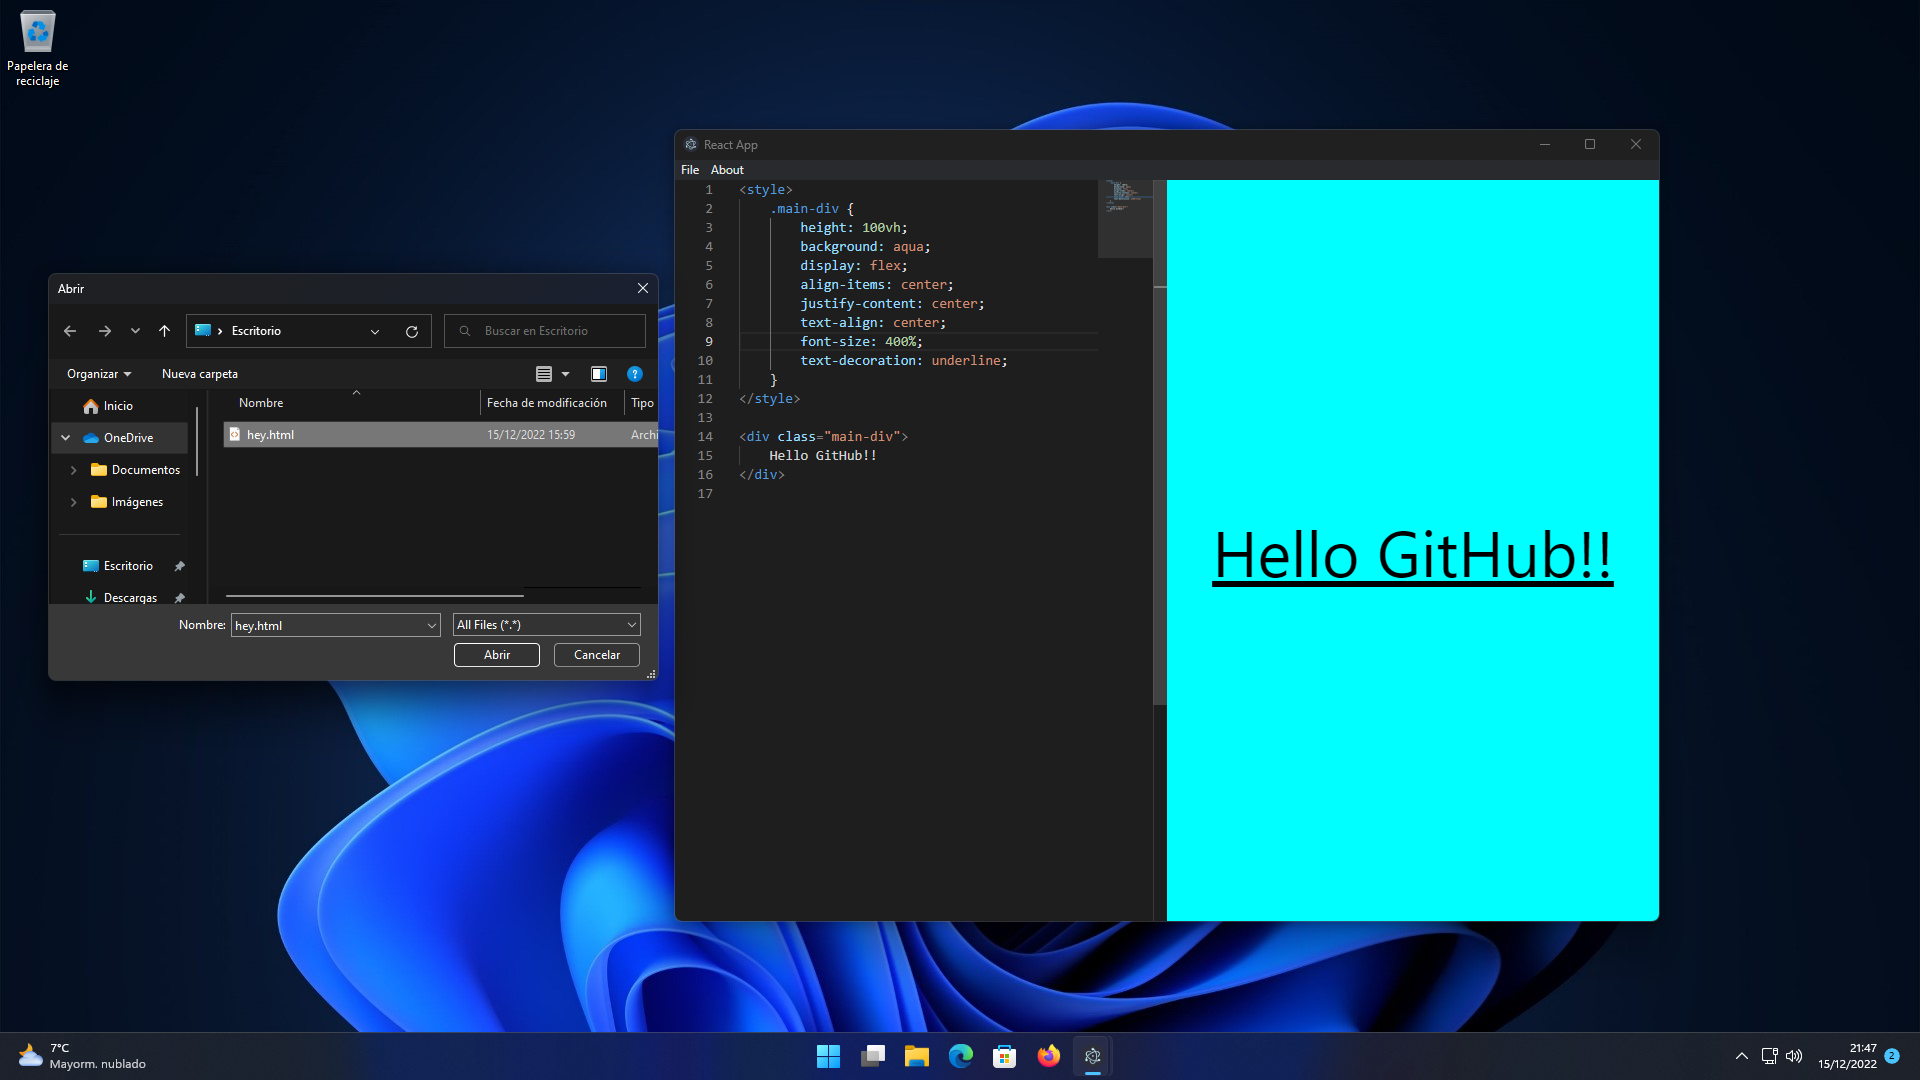 Papelera de
reciclaje
Abrir
Escritorio
Buscar en Escritorio
Organizar
Nueva carpeta
Inicio
OneDrive
Documentos
Imágenes
Escritorio
Descargas
Nombre
Fecha de modificación
Tipo
hey.html
15/12/2022 15:59
Archi
Nombre:
hey.html
All Files (*.*)
Abrir
Cancelar
React App
File
About
1 <style>
2 .main-div {
3 height: 100vh;
4 background: aqua;
5 display: flex;
6 align-items: center;
7 justify-content: center;
8 text-align: center;
9 font-size: 400%;
10 text-decoration: underline;
11 }
12 </style>
13
14 <div class="main-div">
15 Hello GitHub!!
16 </div>
17
Hello GitHub!!
7°C
Mayorm. nublado
21:47
15/12/2022
2